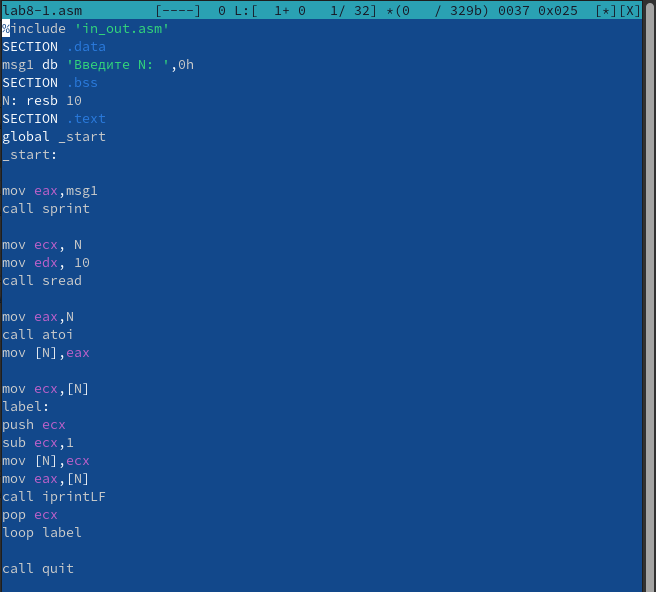 lab8-1.asm [----] 0 L:[ 1+ 0 1/ 32] *(0 / 329b) 0037 0x025 [*][X]
%include 'in_out.asm'
SECTION .data
msg1 db 'Введите N: ',0h
SECTION .bss
N: resb 10
SECTION .text
global _start
_start:
mov eax,msg1
call sprint
mov ecx, N
mov edx, 10
call sread
mov eax,N
call atoi
mov [N],eax
mov ecx,[N]
label:
push ecx
sub ecx,1
mov [N],ecx
mov eax,[N]
call iprintLF
pop ecx
loop label
call quit